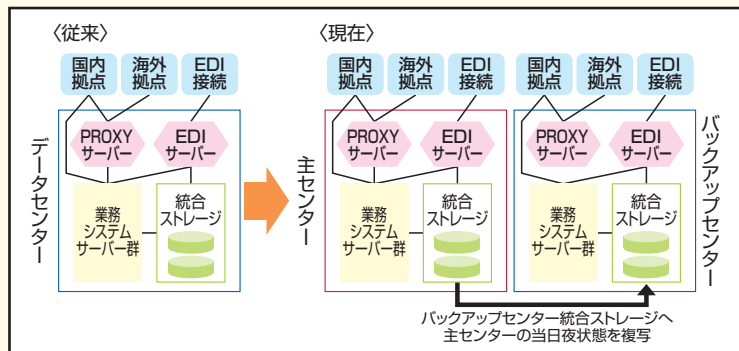 〈従来〉
国内
拠点
海外
拠点
EDI
接続
PROXY
サーバー
EDI
サーバー
データセンター
業務
システム
サーバー群
統合
ストレージ
〈現在〉
国内
拠点
海外
拠点
EDI
接続
PROXY
サーバー
EDI
サーバー
主センター
業務
システム
サーバー群
統合
ストレージ
国内
拠点
海外
拠点
EDI
接続
PROXY
サーバー
EDI
サーバー
業務
システム
サーバー群
統合
ストレージ
バックアップセンター
バックアップセンター統合ストレージへ
主センターの当日夜状態を複写